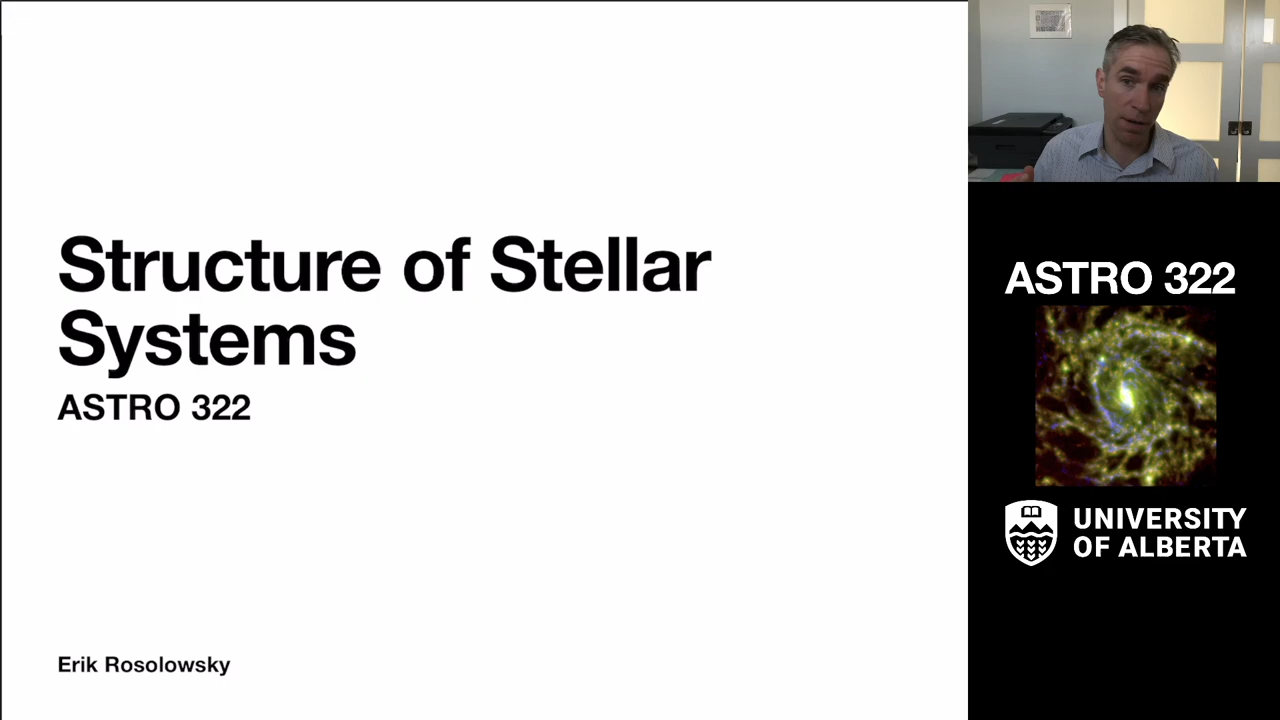 Structure of Stellar
Systems
ASTRO 322
Erik Rosolowsky
ASTRO 322
UNIVERSITY
OF ALBERTA